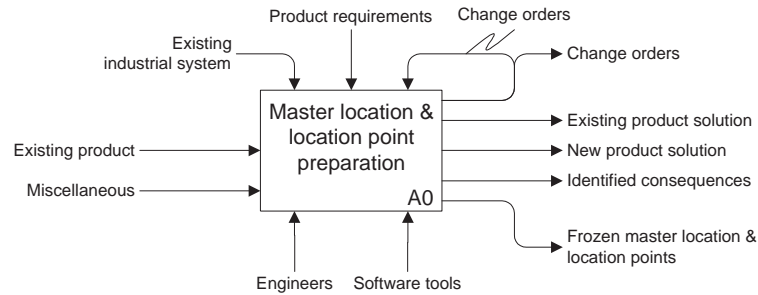 Product requirements
Change orders
Existing
industrial system
Change orders
Master location &
location point
preparation
Existing product solution
Existing product
New product solution
Miscellaneous
Identified consequences
A0
Frozen master location &
location points
Engineers
Software tools